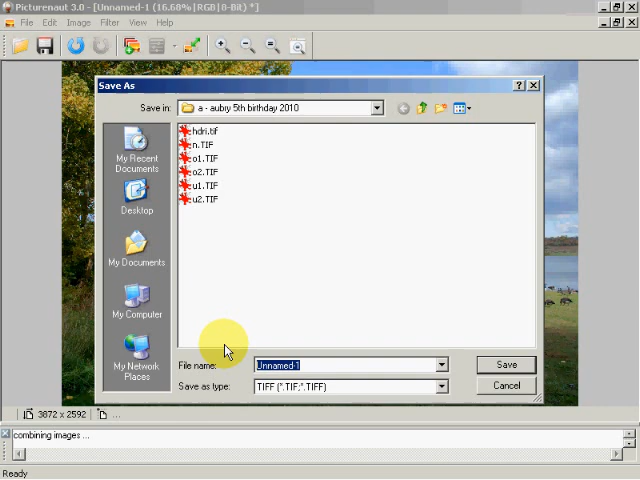 Picturenaut 3.0 - [Unnamed-1 (16.60%|RGB|8-Bit) *]
File Edit Image Filter View Help
Save As
Save in: a - aubry 5th birthday 2010
hdri.tif
n.TIF
o1.TIF
o2.TIF
u1.TIF
u2.TIF
My Recent
Documents
Desktop
My Documents
My Computer
My Network
Places
File name: Unnamed-1 Save
Save as type: TIFF (*.TIF;*.TIFF) Cancel
3872 x 2592 ...
combining images ...
Ready